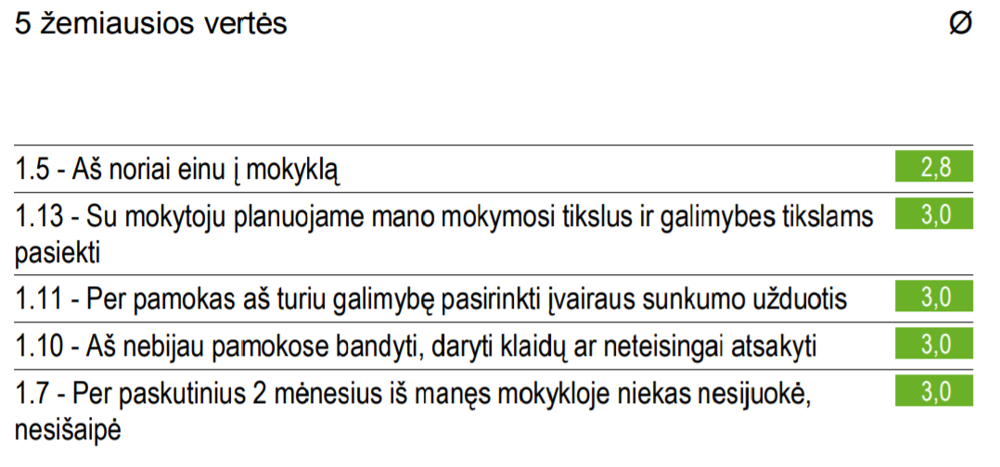 5 žemiausios vertės Ø
1.5 - Aš noriai einu į mokyklą 2,8
1.13 - Su mokytoju planuojame mano mokymosi tikslus ir galimybes tikslams 3,0
pasiekti
1.11 - Per pamokas aš turiu galimybę pasirinkti įvairaus sunkumo užduotis 3,0
1.10 - Aš nebijau pamokose bandyti, daryti klaidų ar neteisingai atsakyti 3,0
1.7 - Per paskutinius 2 mėnesius iš manęs mokykloje niekas nesijuokė, 3,0
nesišaipė